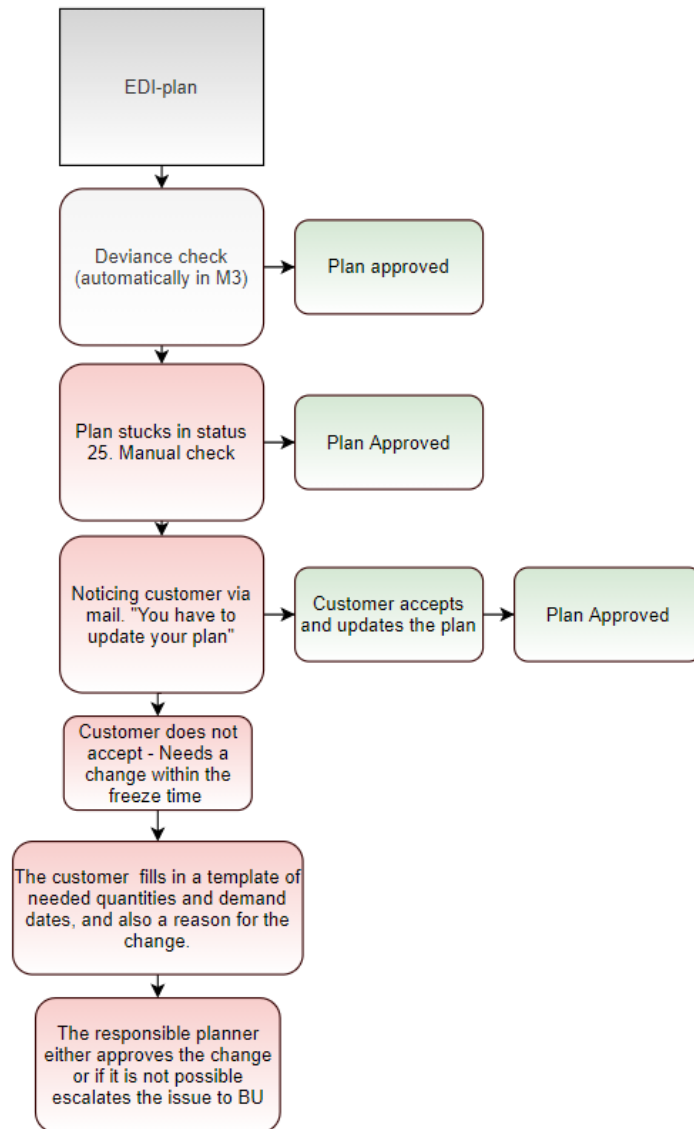 EDI-plan
Deviance check
(automatically in M3)
Plan approved
Plan stucks in status
25. Manual check
Plan Approved
Noticing customer via
mail. "You have to
update your plan"
Customer accepts
and updates the plan
Plan Approved
Customer does not
accept - Needs a
change within the
freeze time
The customer  fills in a template of
needed quantities and demand
dates, and also a reason for the
change.
The responsible planner
either approves the change
or if it is not possible
escalates the issue to BU